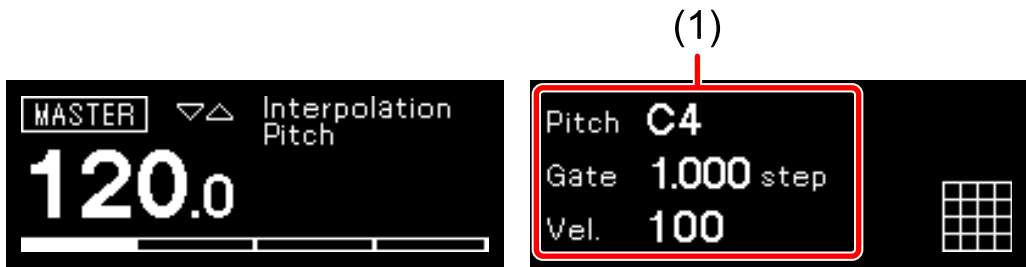 (1)
MASTER ▽△ Interpolation
Pitch
120.0
Pitch C4
Gate 1.000 step
Vel. 100